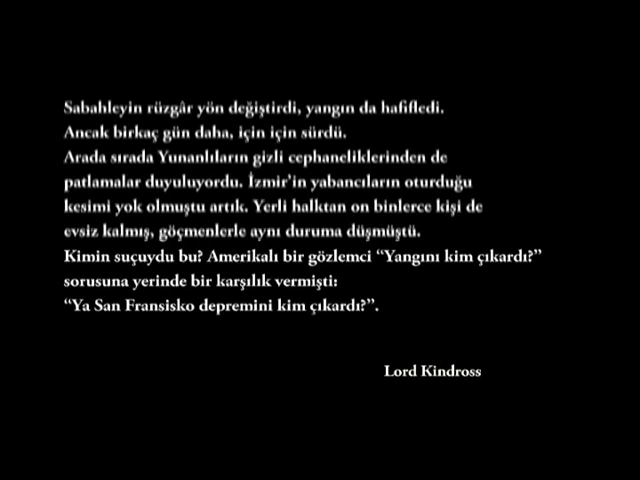 Sabahleyin rüzgâr yön değiştirdi, yangın da hafifledi.
Ancak birkaç gün daha, için için sürdü.
Arada sırada Yunanlıların gizli cephaneliklerinden de
patlamalar duyuluyordu. İzmir'in yabancıların oturduğu
kesimi yok olmuştu artık. Yerli halktan on binlerce kişi de
evsiz kalmış, göçmenlerle aynı duruma düşmüştü.
Kimin suçuydu bu? Amerikalı bir gözlemci “Yangını kim çıkardı?”
sorusuna yerinde bir karşılık vermişti:
“Ya San Fransisko depremini kim çıkardı?”.
Lord Kindross